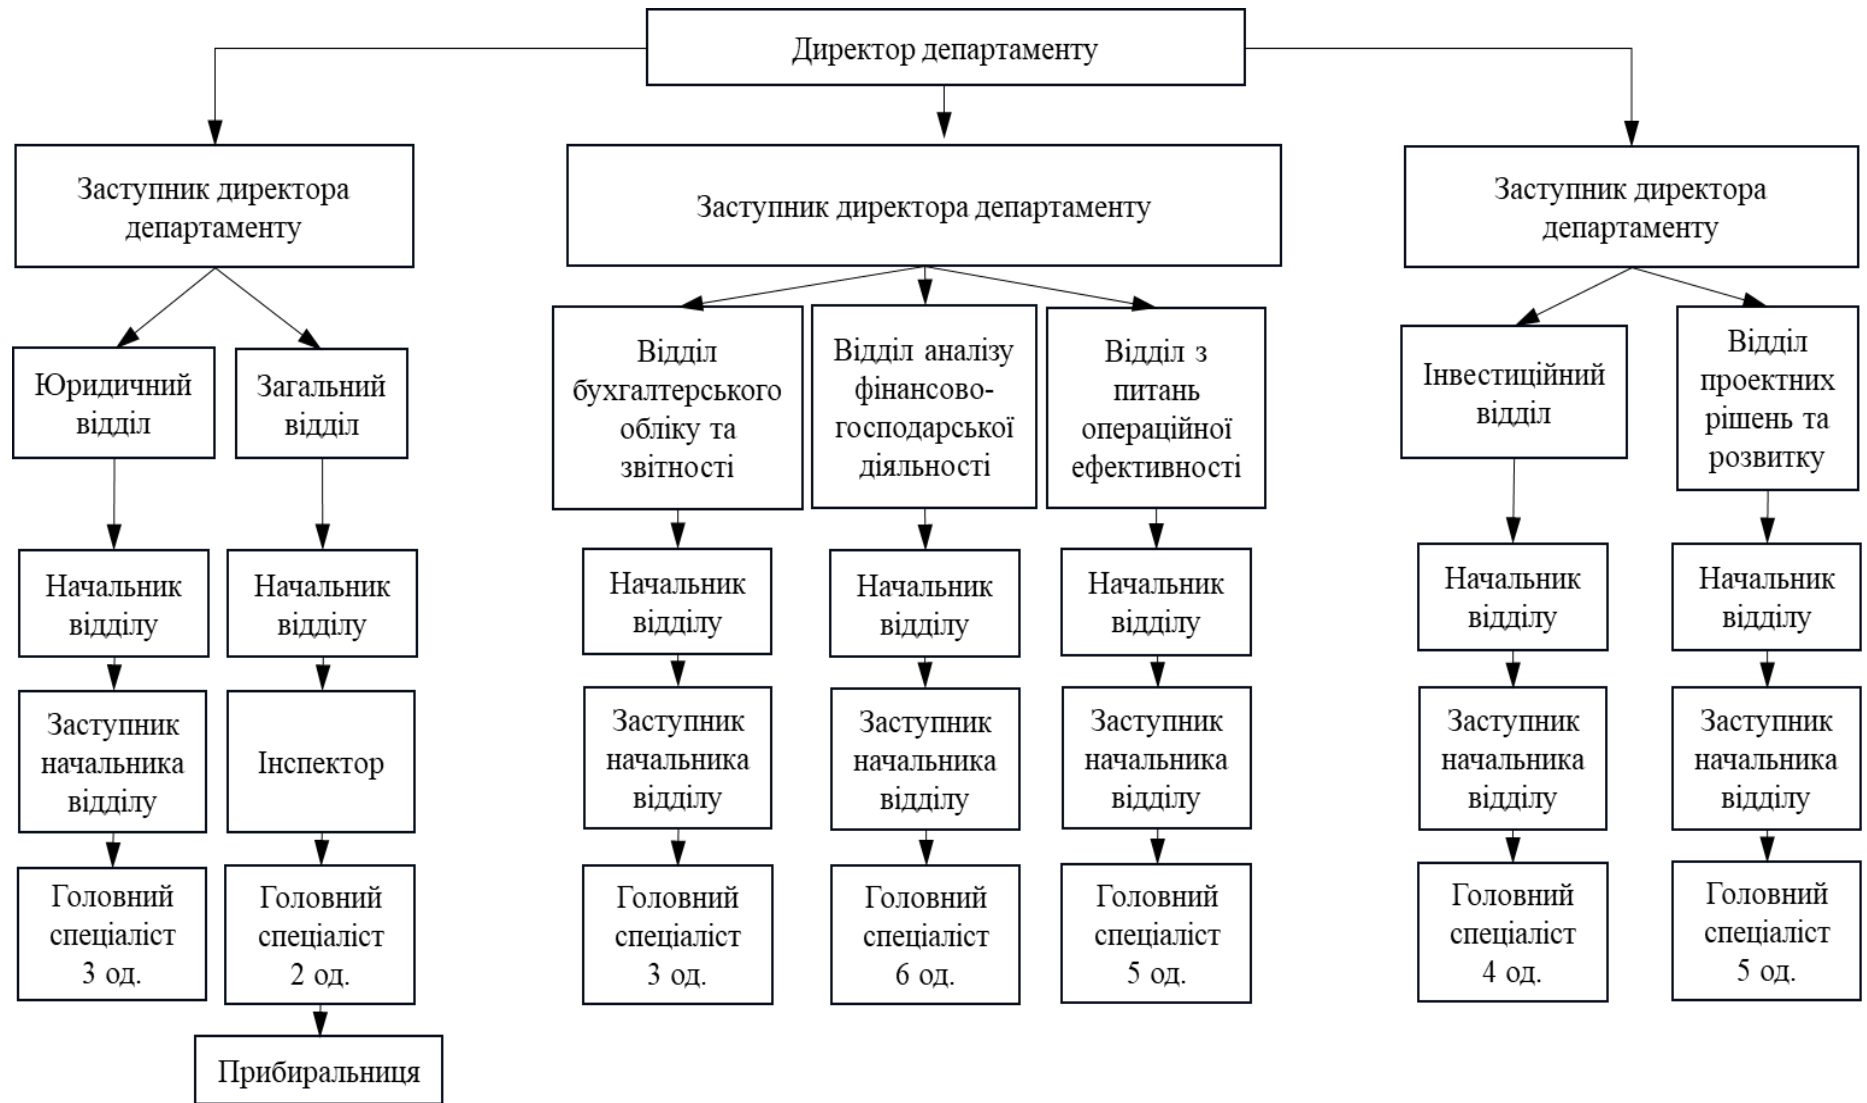 Директор департаменту
Заступник директора
департаменту
Заступник директора департаменту
Заступник директора
департаменту
Юридичний
відділ
Загальний
відділ
Відділ
бухгалтерського
обліку та
звітності
Відділ аналізу
фінансово-
господарської
діяльності
Відділ з
питань
операційної
ефективності
Інвестиційний
відділ
Відділ
проектних
рішень та
розвитку
Начальник
відділу
Начальник
відділу
Начальник
відділу
Начальник
відділу
Начальник
відділу
Начальник
відділу
Начальник
відділу
Заступник
начальника
відділу
Інспектор
Заступник
начальника
відділу
Заступник
начальника
відділу
Заступник
начальника
відділу
Заступник
начальника
відділу
Заступник
начальника
відділу
Головний
спеціаліст
3 од.
Головний
спеціаліст
2 од.
Головний
спеціаліст
3 од.
Головний
спеціаліст
6 од.
Головний
спеціаліст
5 од.
Головний
спеціаліст
4 од.
Головний
спеціаліст
5 од.
Прибиральниця